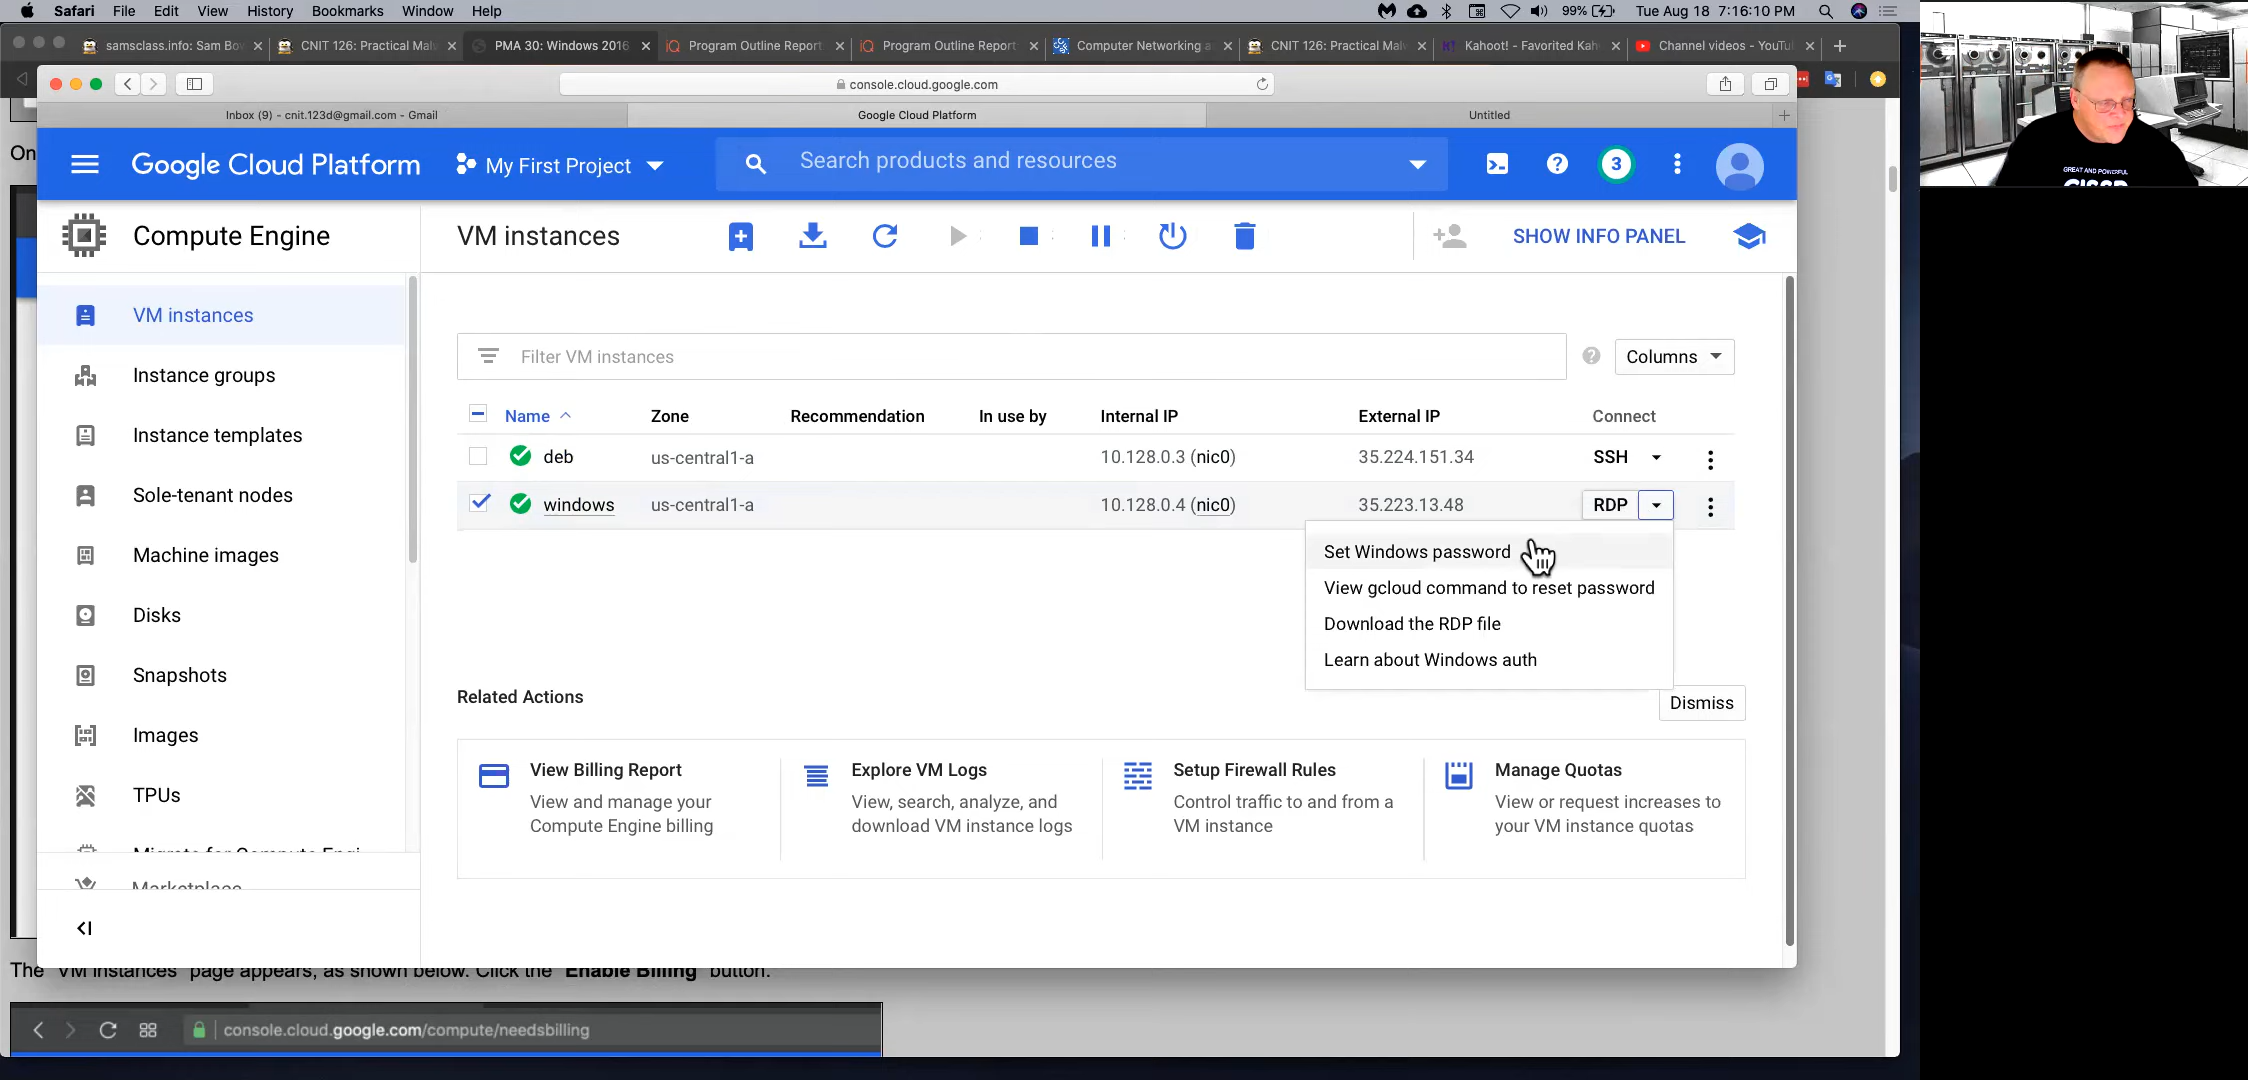 Safari File Edit View History Bookmarks Window Help 99% Tue Aug 18 7:16:10 PM
samsclass.info: Sam Bow CNIT 126: Practical Mal PMA 30: Windows 2016 Program Outline Report Program Outline Report Computer Networking a CNIT 126: Practical Mal Kahoot! - Favorited Kah Channel videos - YouTu
console.cloud.google.com
Inbox (9) - cnit.123d@gmail.com - Gmail Google Cloud Platform Untitled
On
Google Cloud Platform My First Project Search products and resources 3
GREAT AND POWERFUL
CISSP
Compute Engine VM instances SHOW INFO PANEL
VM instances
Instance groups
Instance templates
Sole-tenant nodes
Machine images
Disks
Snapshots
Images
TPUs
Migrate for Compute Engi
Marketplace
Filter VM instances Columns
Name Zone Recommendation In use by Internal IP External IP Connect
deb us-central1-a 10.128.0.3 (nic0) 35.224.151.34 SSH
windows us-central1-a 10.128.0.4 (nic0) 35.223.13.48 RDP
Set Windows password
View gcloud command to reset password
Download the RDP file
Learn about Windows auth
Related Actions
Dismiss
View Billing Report
View and manage your
Compute Engine billing
Explore VM Logs
View, search, analyze, and
download VM instance logs
Setup Firewall Rules
Control traffic to and from a
VM instance
Manage Quotas
View or request increases to
your VM instance quotas
The "VM instances" page appears, as shown below. Click the "Enable Billing" button.
console.cloud.google.com/compute/needsbilling